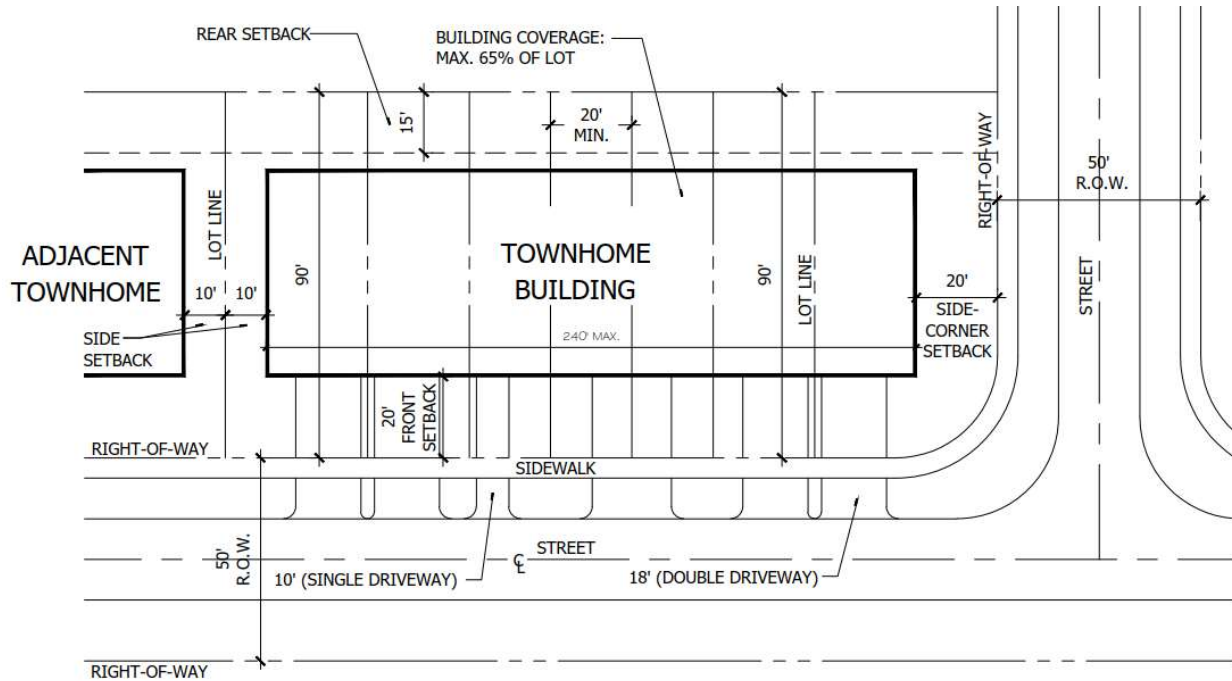 REAR SETBACK
BUILDING COVERAGE:
MAX. 65% OF LOT
15'
20'
MIN.
RIGHT-OF-WAY
50'
R.O.W.
LOT LINE
ADJACENT
TOWNHOME
10'
10'
SIDE
SETBACK
90'
TOWNHOME
BUILDING
90'
LOT LINE
240' MAX.
20'
SIDE-
CORNER
SETBACK
STREET
20'
FRONT
SETBACK
RIGHT-OF-WAY
SIDEWALK
50'
R.O.W.
STREET
℄
10' (SINGLE DRIVEWAY)
18' (DOUBLE DRIVEWAY)
RIGHT-OF-WAY